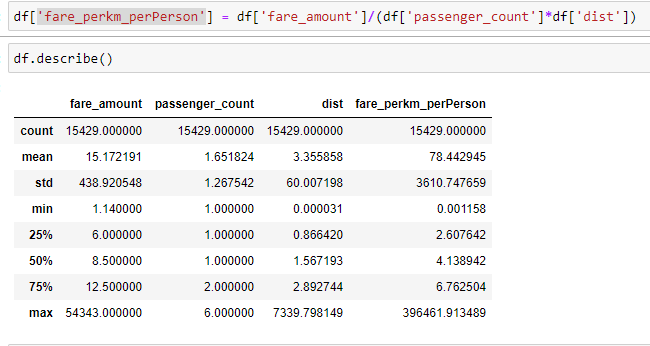 df['fare_perkm_perPerson'] = df['fare_amount']/(df['passenger_count']*df['dist'])
df.describe()
fare_amount passenger_count dist fare_perkm_perPerson
count 15429.000000 15429.000000 15429.000000 15429.000000
mean 15.172191 1.651824 3.355858 78.442945
std 438.920548 1.267542 60.007198 3610.747659
min 1.140000 1.000000 0.000031 0.001158
25% 6.000000 1.000000 0.866420 2.607642
50% 8.500000 1.000000 1.567193 4.138942
75% 12.500000 2.000000 2.892744 6.762504
max 54343.000000 6.000000 7339.798149 396461.913489